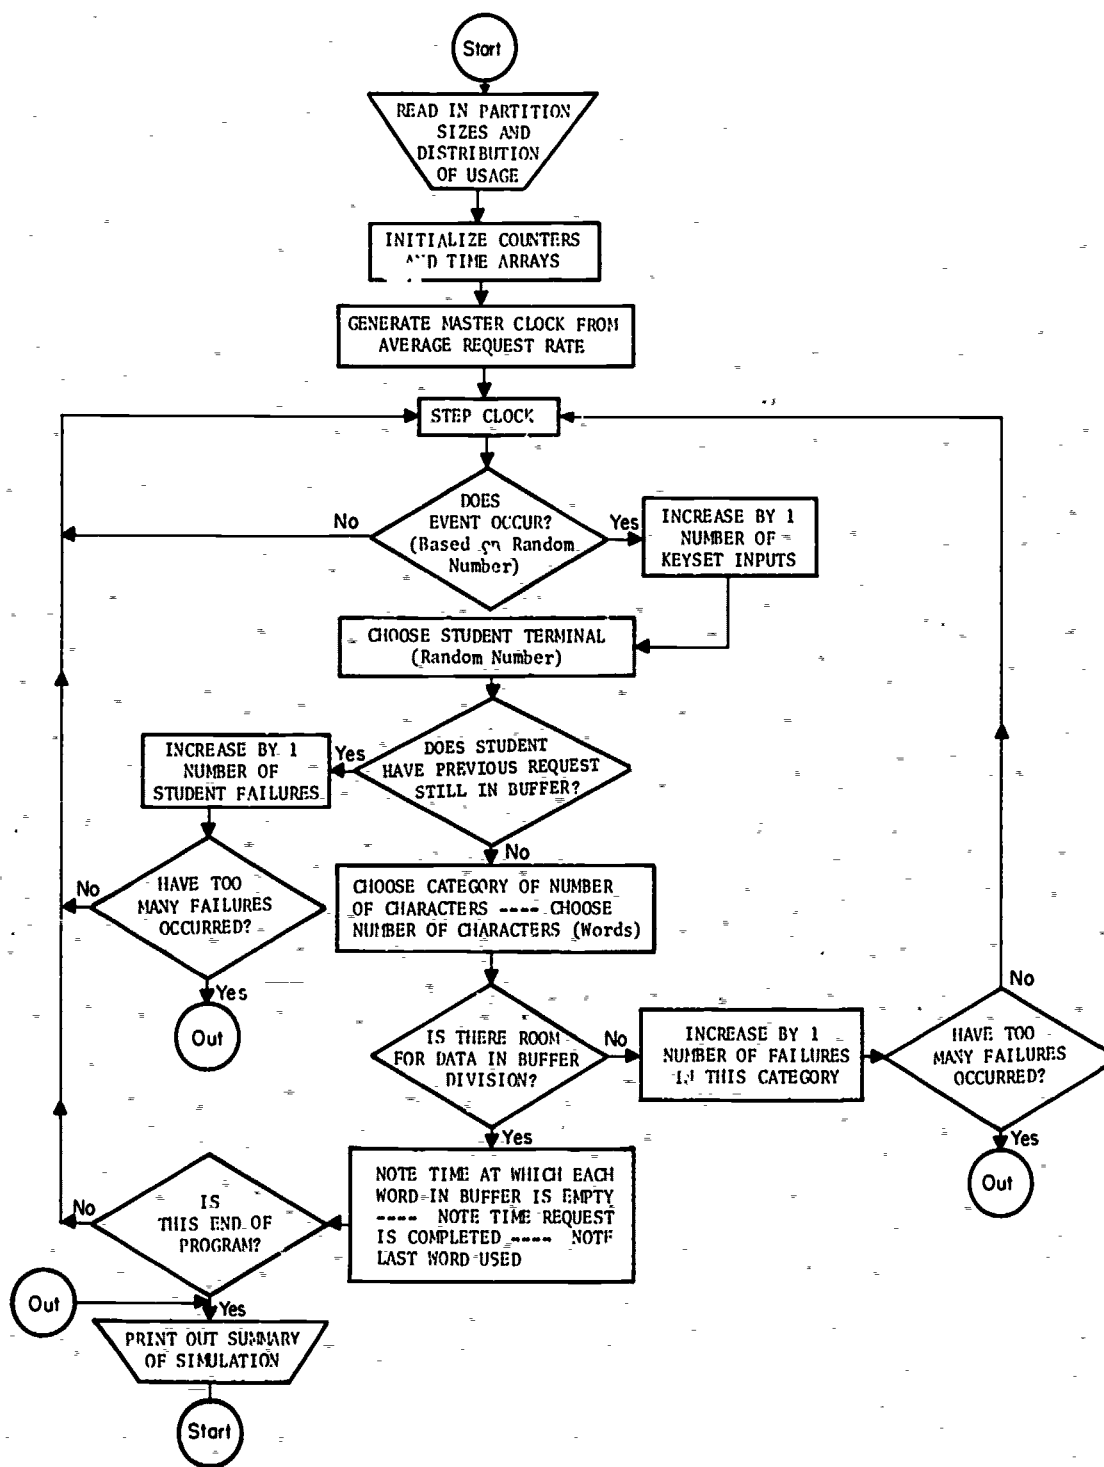 Start
READ IN PARTITION
SIZES AND
DISTRIBUTION
OF USAGE
INITIALIZE COUNTERS
AND TIME ARRAYS
GENERATE MASTER CLOCK FROM
AVERAGE REQUEST RATE
STEP CLOCK
DOES
EVENT OCCUR?
(Based on Random
Number)
No
Yes
INCREASE BY 1
NUMBER OF
KEYSET INPUTS
CHOOSE STUDENT TERMINAL
(Random Number)
DOES STUDENT
HAVE PREVIOUS REQUEST
STILL IN BUFFER?
Yes
INCREASE BY 1
NUMBER OF
STUDENT FAILURES
No
HAVE TOO
MANY FAILURES
OCCURRED?
No
Yes
Out
CHOOSE CATEGORY OF NUMBER
OF CHARACTERS ---- CHOOSE
NUMBER OF CHARACTERS (Words)
IS THERE ROOM
FOR DATA IN BUFFER
DIVISION?
No
INCREASE BY 1
NUMBER OF FAILURES
IN THIS CATEGORY
HAVE TOO
MANY FAILURES
OCCURRED?
No
Yes
Out
Yes
NOTE TIME AT WHICH EACH
WORD IN BUFFER IS EMPTY
---- NOTE TIME REQUEST
IS COMPLETED ---- NOTE
LAST WORD USED
IS
THIS END OF
PROGRAM?
No
Out
Yes
PRINT OUT SUMMARY
OF SIMULATION
Start